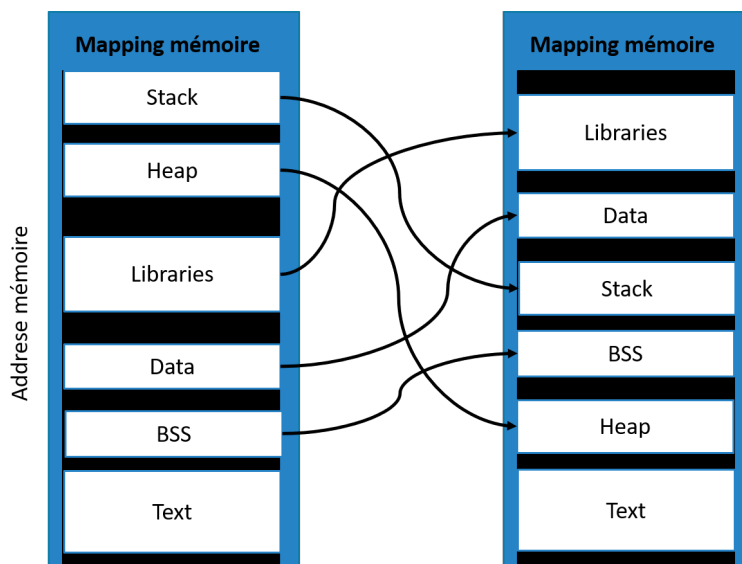 Mapping mémoire
Stack
Heap
Libraries
Data
BSS
Text
Addrese mémoire
Mapping mémoire
Libraries
Data
Stack
BSS
Heap
Text